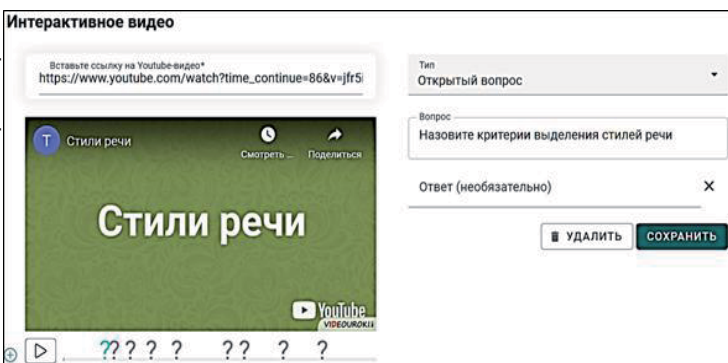 Интерактивное видео
Вставьте ссылку на Youtube-видео*
https://www.youtube.com/watch?time_continue=86&v=jfr5i
Т Стили речи
Смотреть ... Поделиться
Стили речи
YouTube
VIDEOUROKI
?? ? ? ? ? ? ? ?
Тип
Открытый вопрос
Вопрос
Назовите критерии выделения стилей речи
Ответ (необязательно) ×
УДАЛИТЬ СОХРАНИТЬ